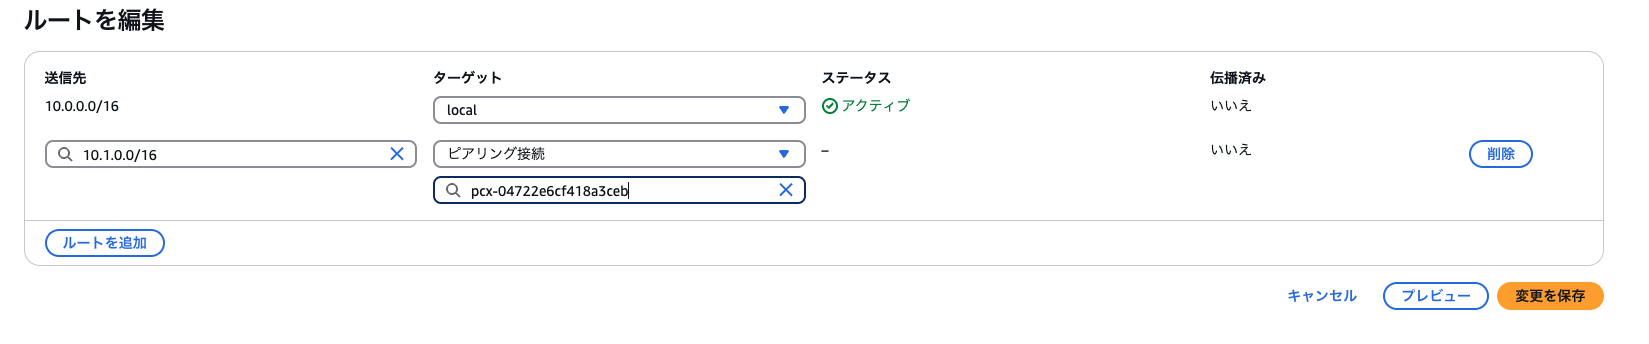 ルートを編集
送信先 ターゲット ステータス 伝播済み
10.0.0.0/16 local アクティブ いいえ
10.1.0.0/16 ピアリング接続 – いいえ 削除
pcx-04722e6cf418a3ceb
ルートを追加
キャンセル プレビュー 変更を保存